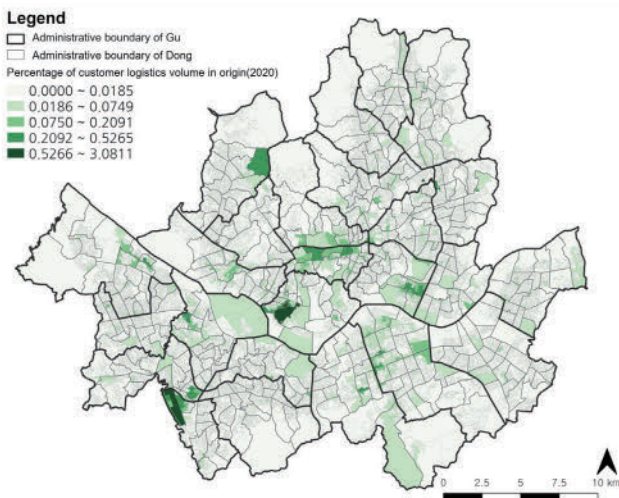 Legend
Administrative boundary of Gu
Administrative boundary of Dong
Percentage of customer logistics volume in origin(2020)
0.0000 ~ 0.0185
0.0186 ~ 0.0749
0.0750 ~ 0.2091
0.2092 ~ 0.5265
0.5266 ~ 3.0811
0 2.5 5 7.5 10 km